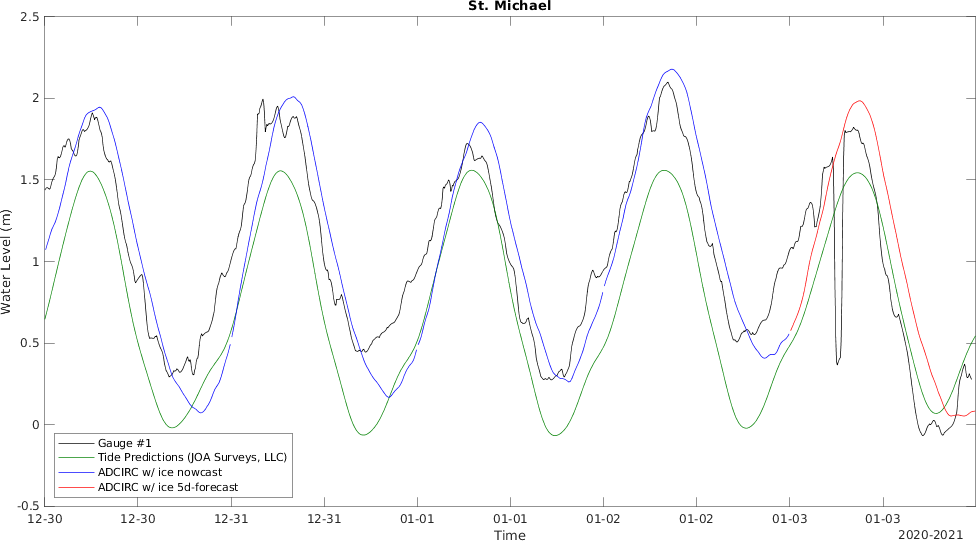 St. Michael
2.5
2
1.5
1
0.5
0
-0.5
Water Level (m)
Gauge #1
Tide Predictions (JOA Surveys, LLC)
ADCIRC w/ ice nowcast
ADCIRC w/ ice 5d-forecast
12-30 12-30 12-31 12-31 01-01 01-01 01-02 01-02 01-03 01-03
Time
2020-2021